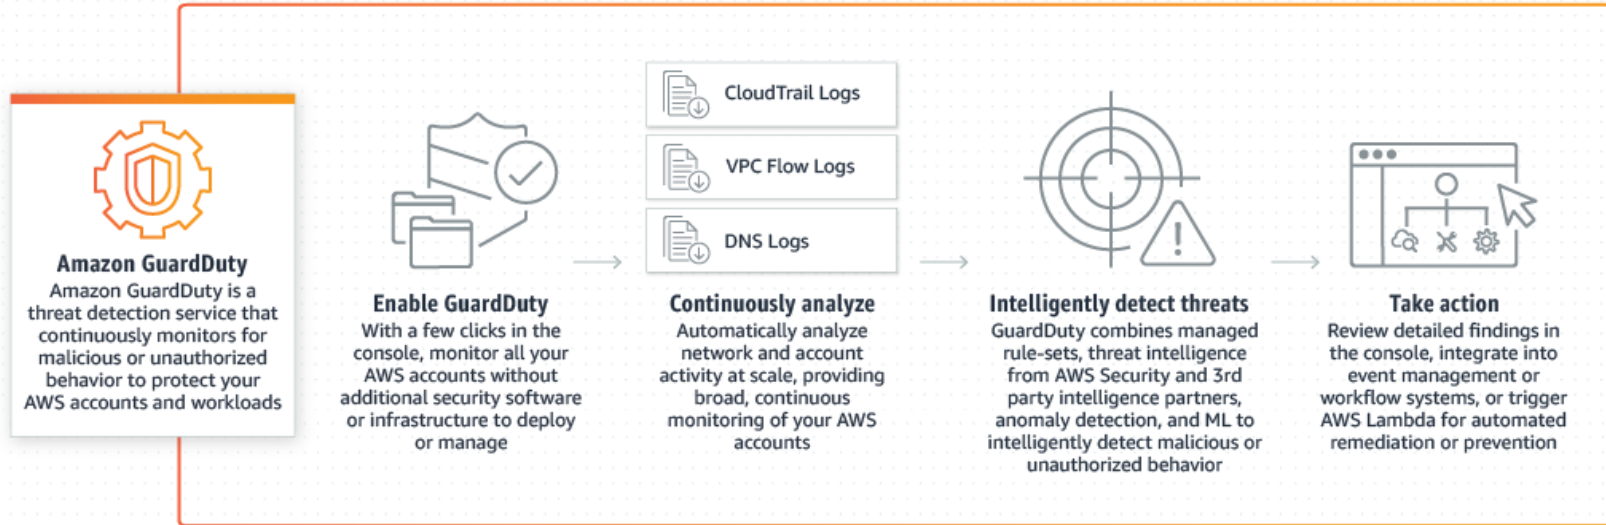 Amazon GuardDuty
Amazon GuardDuty is a
threat detection service that
continuously monitors for
malicious or unauthorized
behavior to protect your
AWS accounts and workloads
Enable GuardDuty
With a few clicks in the
console, monitor all your
AWS accounts without
additional security software
or infrastructure to deploy
or manage
CloudTrail Logs
VPC Flow Logs
DNS Logs
Continuously analyze
Automatically analyze
network and account
activity at scale, providing
broad, continuous
monitoring of your AWS
accounts
Intelligently detect threats
GuardDuty combines managed
rule-sets, threat intelligence
from AWS Security and 3rd
party intelligence partners,
anomaly detection, and ML to
intelligently detect malicious or
unauthorized behavior
Take action
Review detailed findings in
the console, integrate into
event management or
workflow systems, or trigger
AWS Lambda for automated
remediation or prevention